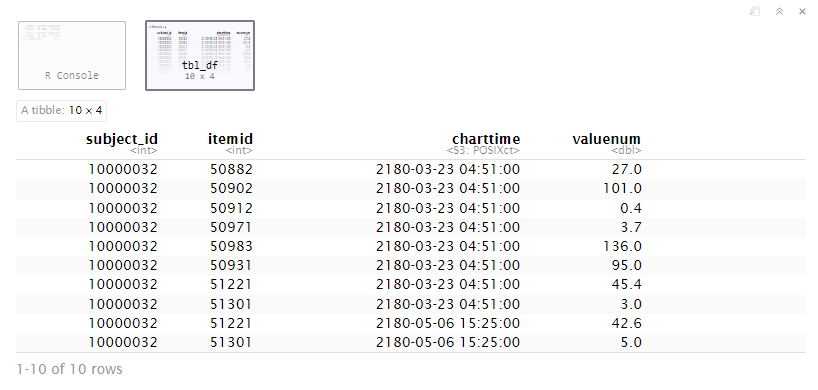 R Console
tbl_df
10 x 4
A tibble: 10 × 4
subject_id itemid charttime valuenum
<int> <int> <S3: POSIXct> <dbl>
10000032 50882 2180-03-23 04:51:00 27.0
10000032 50902 2180-03-23 04:51:00 101.0
10000032 50912 2180-03-23 04:51:00 0.4
10000032 50971 2180-03-23 04:51:00 3.7
10000032 50983 2180-03-23 04:51:00 136.0
10000032 50931 2180-03-23 04:51:00 95.0
10000032 51221 2180-03-23 04:51:00 45.4
10000032 51301 2180-03-23 04:51:00 3.0
10000032 51221 2180-05-06 15:25:00 42.6
10000032 51301 2180-05-06 15:25:00 5.0
1-10 of 10 rows